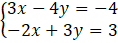 3x − 4y = −4
−2x + 3y = 3